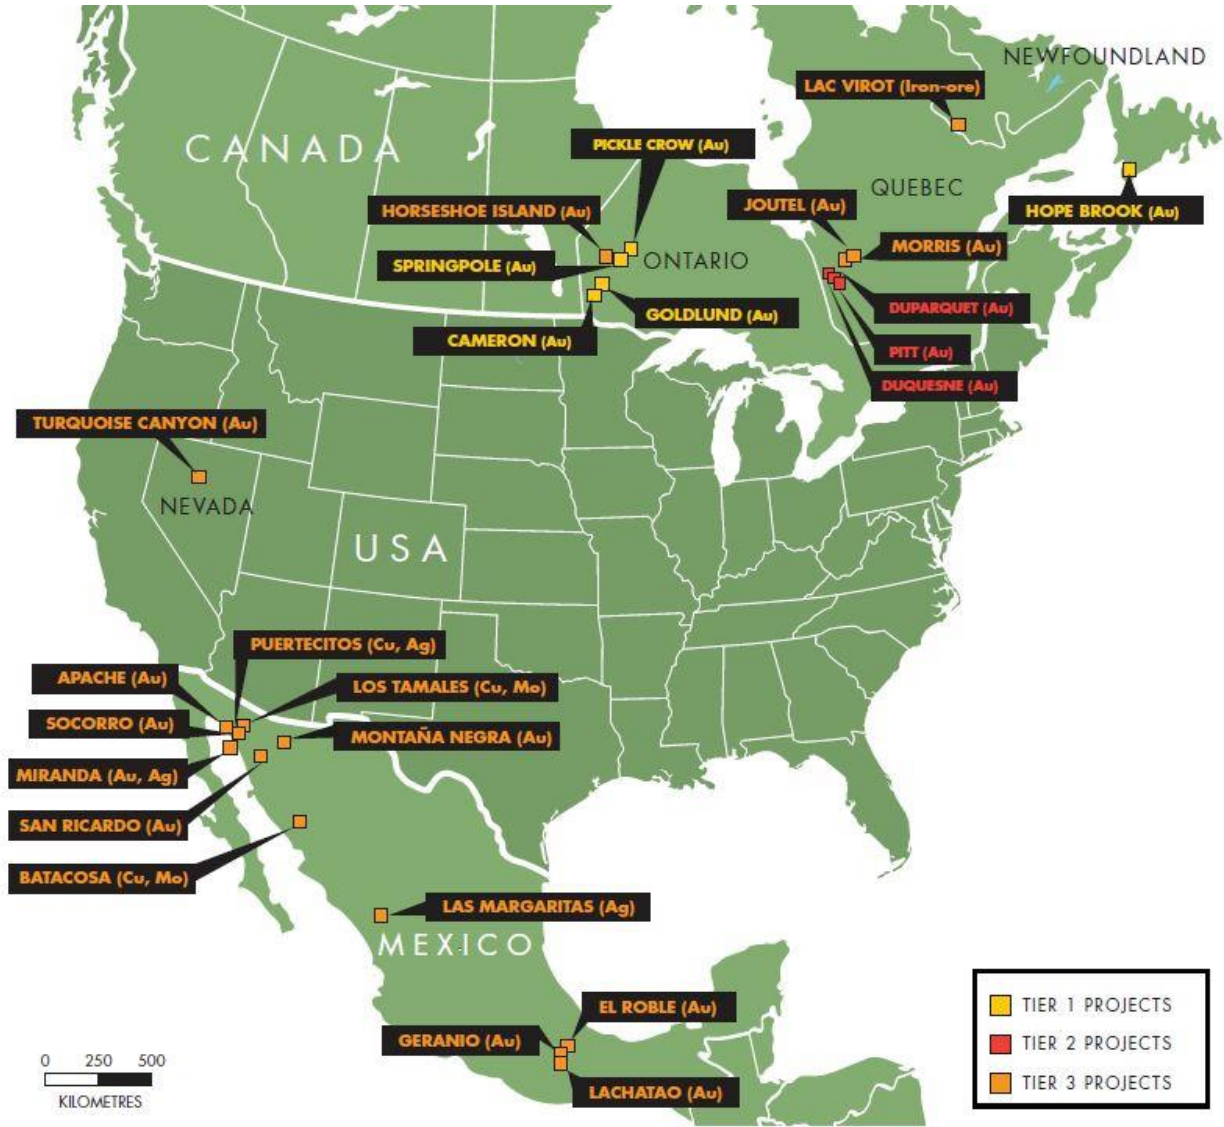 NEWFOUNDLAND
LAC VIROT (Iron-ore)
CANADA
PICKLE CROW (Au)
QUEBEC
HORSESHOE ISLAND (Au)
JOUTEL (Au)
HOPE BROOK (Au)
MORRIS (Au)
SPRINGPOLE (Au)
ONTARIO
GOLDLUND (Au)
DUPARQUET (Au)
CAMERON (Au)
PITT (Au)
DUQUESNE (Au)
TURQUOISE CANYON (Au)
NEVADA
USA
PUERTECITOS (Cu, Ag)
APACHE (Au)
LOS TAMALES (Cu, Mo)
SOCORRO (Au)
MONTAÑA NEGRA (Au)
MIRANDA (Au, Ag)
SAN RICARDO (Au)
BATACOSA (Cu, Mo)
LAS MARGARITAS (Ag)
MEXICO
EL ROBLE (Au)
GERANIO (Au)
LACHATAO (Au)
TIER 1 PROJECTS
TIER 2 PROJECTS
TIER 3 PROJECTS
0 250 500
KILOMETRES